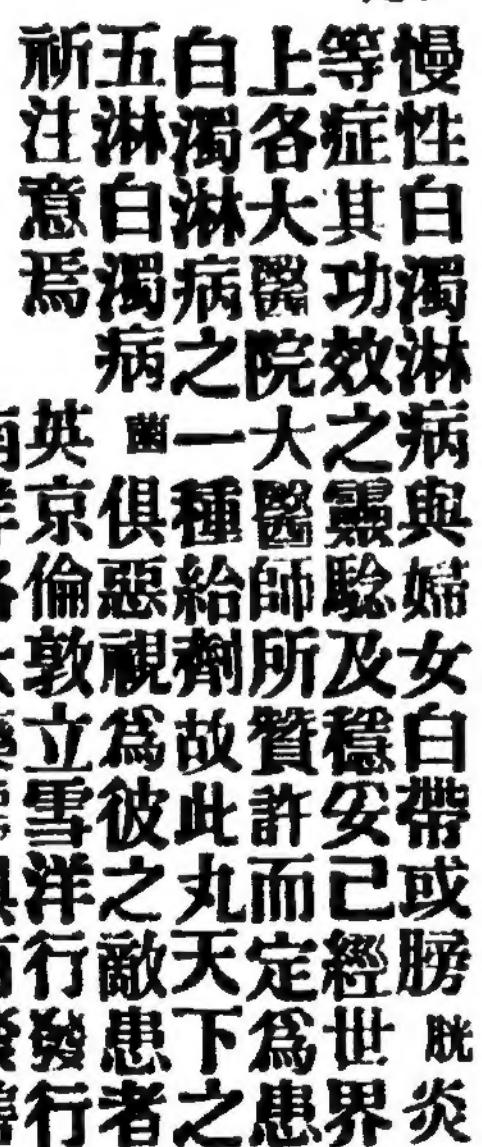 慢性白濁淋病與婦女白帶或膀胱炎
等症其功效之靈騐及穩妥已經世界
上各大醫院大醫師所贊許而定為患
白濁淋病之一種給劑故此丸天下之
五淋白濁病菌俱惡視為彼之敵患者
祈注意焉 英京倫敦立雪洋行發行